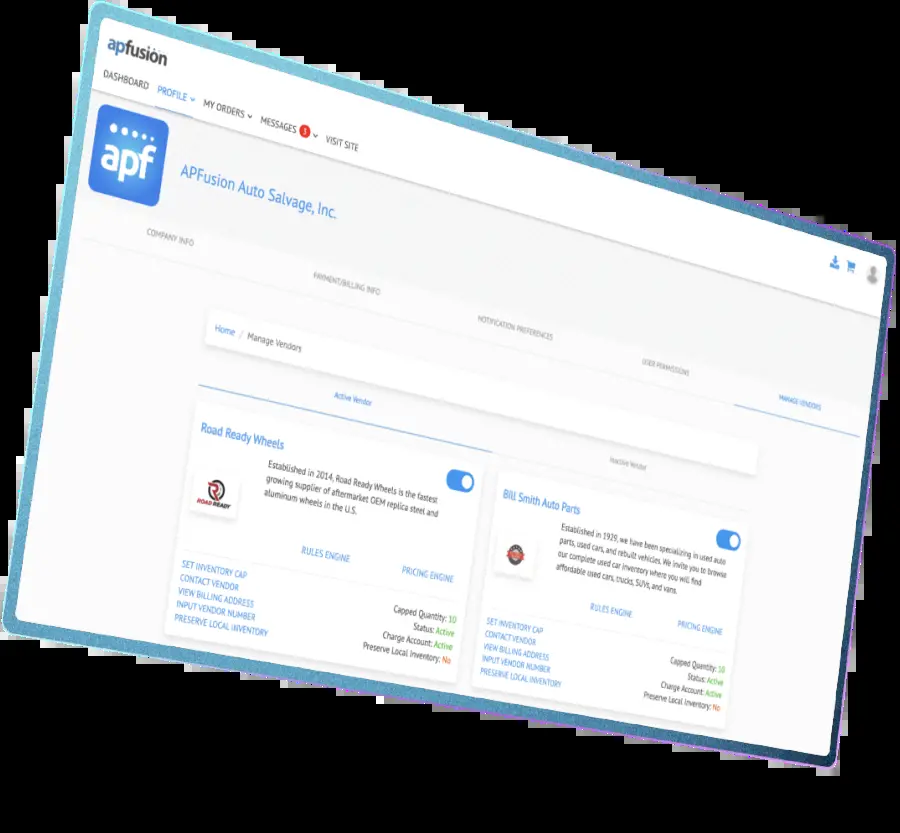 apfusion
DASHBOARD
PROFILE
MY ORDERS
MESSAGES 3
VISIT SITE
apf
APFusion Auto Salvage, Inc.
COMPANY INFO
PAYMENT/BILLING INFO
NOTIFICATION PREFERENCES
USER PERMISSIONS
MANAGE VENDORS
Home / Manage Vendors
Active Vendor
Inactive Vendor
Road Ready Wheels
ROAD READY
Established in 2014, Road Ready Wheels is the fastest
growing supplier of aftermarket OEM replica steel and
aluminum wheels in the U.S.
RULES ENGINE
PRICING ENGINE
SET INVENTORY CAP
CONTACT VENDOR
VIEW BILLING ADDRESS
INPUT VENDOR NUMBER
PRESERVE LOCAL INVENTORY
Capped Quantity: 10
Status: Active
Charge Account: Active
Preserve Local Inventory: No
Bill Smith Auto Parts
Established in 1929, we have been specializing in used auto
parts, used cars, and rebuilt vehicles. We invite you to browse
our complete used car inventory where you will find
affordable used cars, trucks, SUVs, and vans.
RULES ENGINE
PRICING ENGINE
SET INVENTORY CAP
CONTACT VENDOR
VIEW BILLING ADDRESS
INPUT VENDOR NUMBER
PRESERVE LOCAL INVENTORY
Capped Quantity: 10
Status: Active
Charge Account: Active
Preserve Local Inventory: No